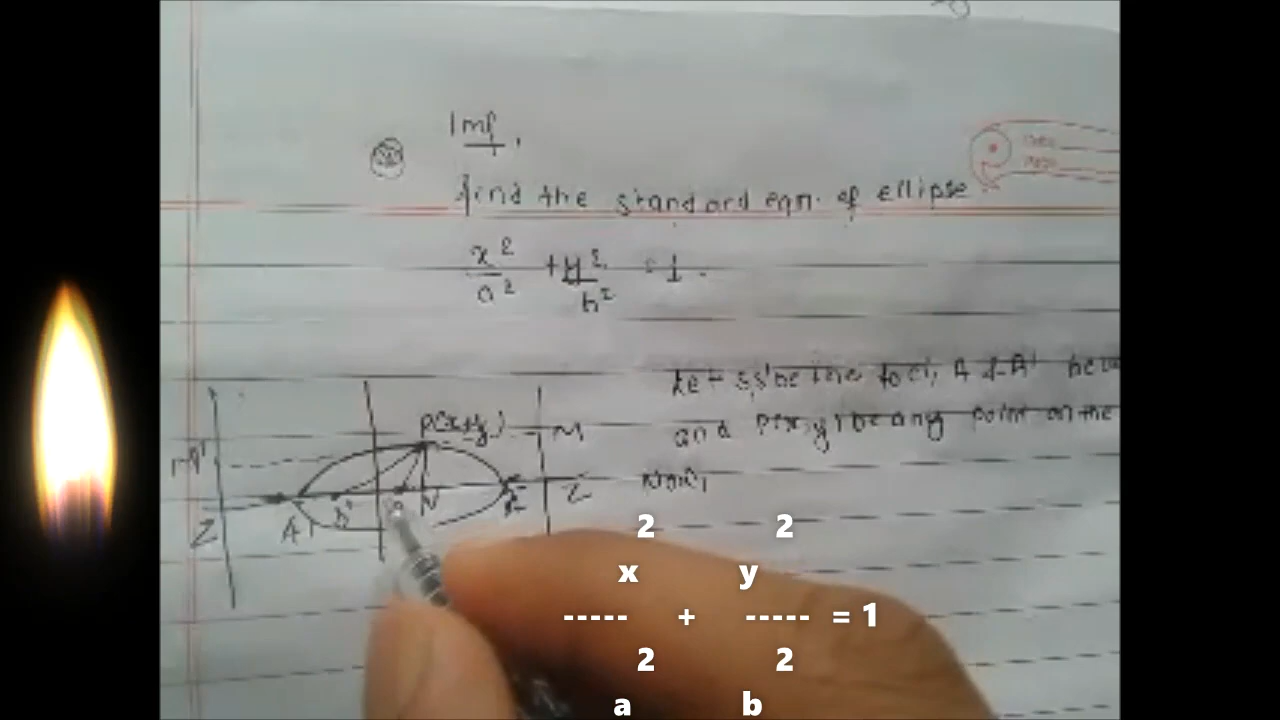 Imp.
find the standard eqn. of ellipse
x² + y² = 1.
a² b²
Let S,S' be the foci, A & A' be
and P(x,y) be any point on the
P(x,y) M
M'
Z
A' S' N
Z
Now,
2 2
x y
----- + ----- = 1
2 2
a b